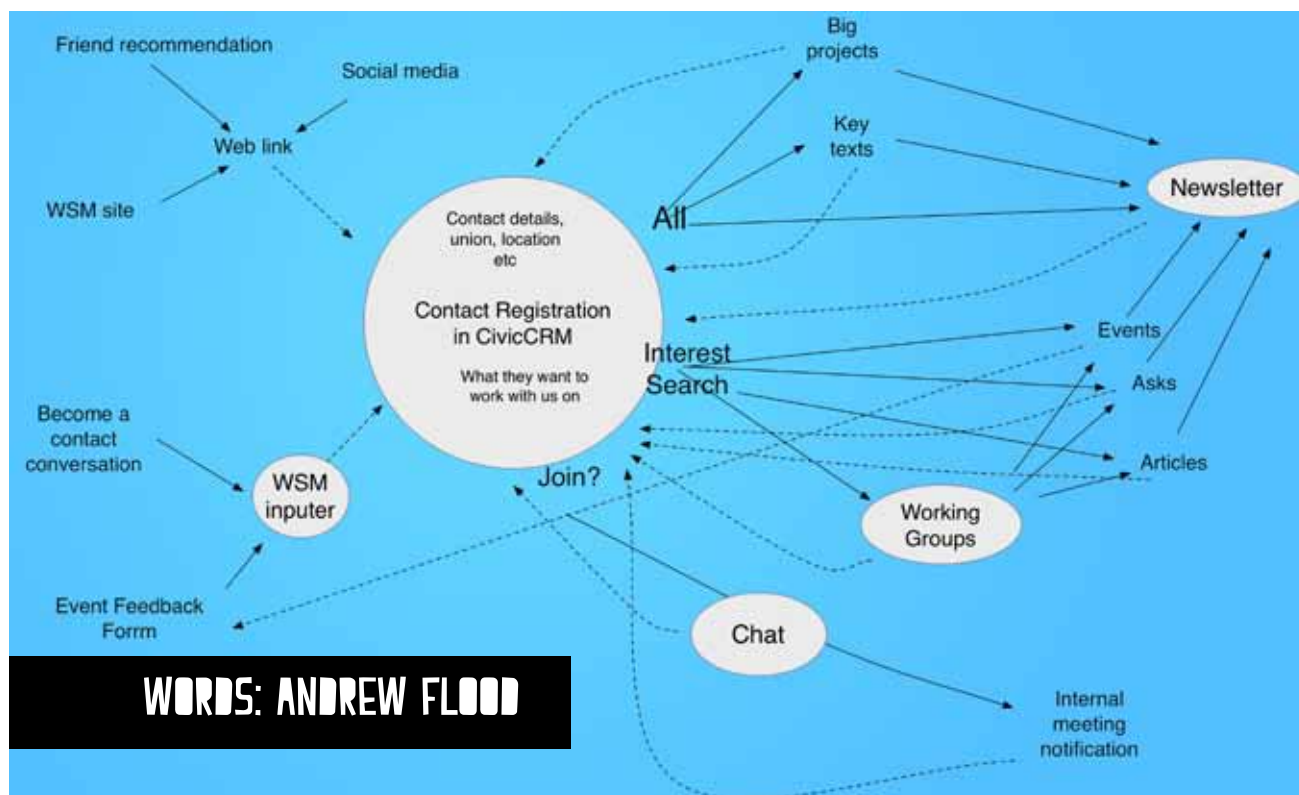 Friend recommendation
Social media
Web link
WSM site
Big
projects
Key
texts
Newsletter
All
Contact details,
union, location
etc
Contact Registration
in CivicCRM
What they want to
work with us on
Interest
Search
Events
Asks
Articles
Become a
contact
conversation
WSM
inputer
Join?
Working
Groups
Event Feedback
Forrm
Chat
Internal
meeting
notification
WORDS: ANDREW FLOOD